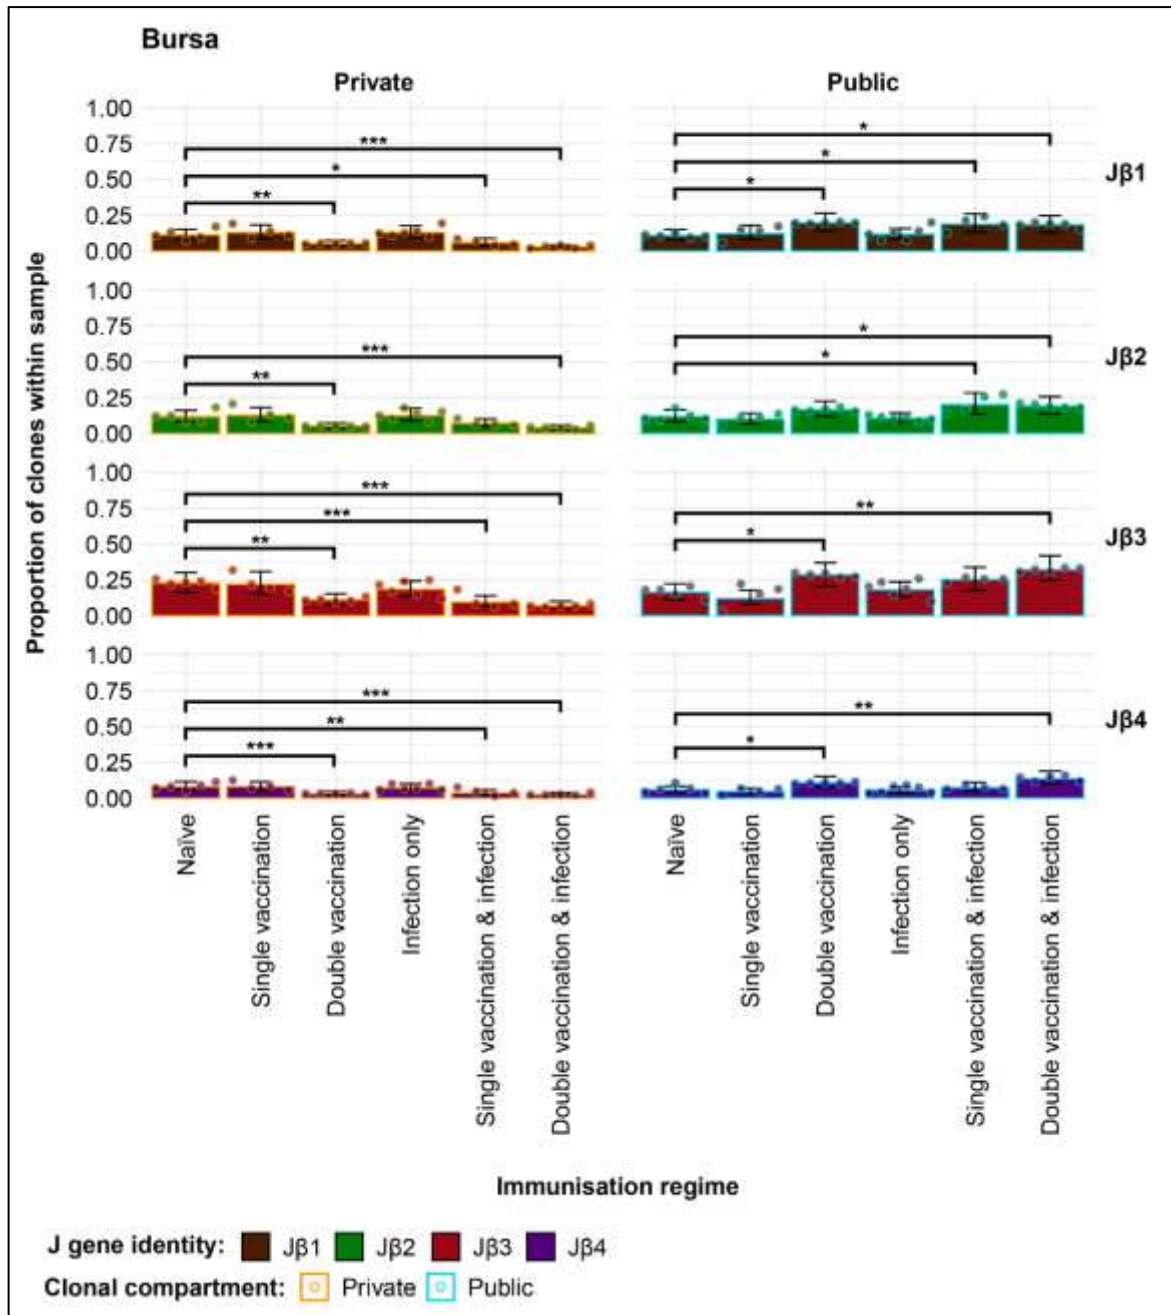 Bursa
Private Public
Proportion of clones within sample
1.00
0.75
0.50
0.25
0.00
***
*
**
*
*
*
Jβ1
1.00
0.75
0.50
0.25
0.00
***
**
*
*
Jβ2
1.00
0.75
0.50
0.25
0.00
***
***
**
**
*
Jβ3
1.00
0.75
0.50
0.25
0.00
***
**
***
**
*
Jβ4
Naïve
Single vaccination
Double vaccination
Infection only
Single vaccination & infection
Double vaccination & infection
Naïve
Single vaccination
Double vaccination
Infection only
Single vaccination & infection
Double vaccination & infection
Immunisation regime
J gene identity: Jβ1 Jβ2 Jβ3 Jβ4
Clonal compartment: Private Public